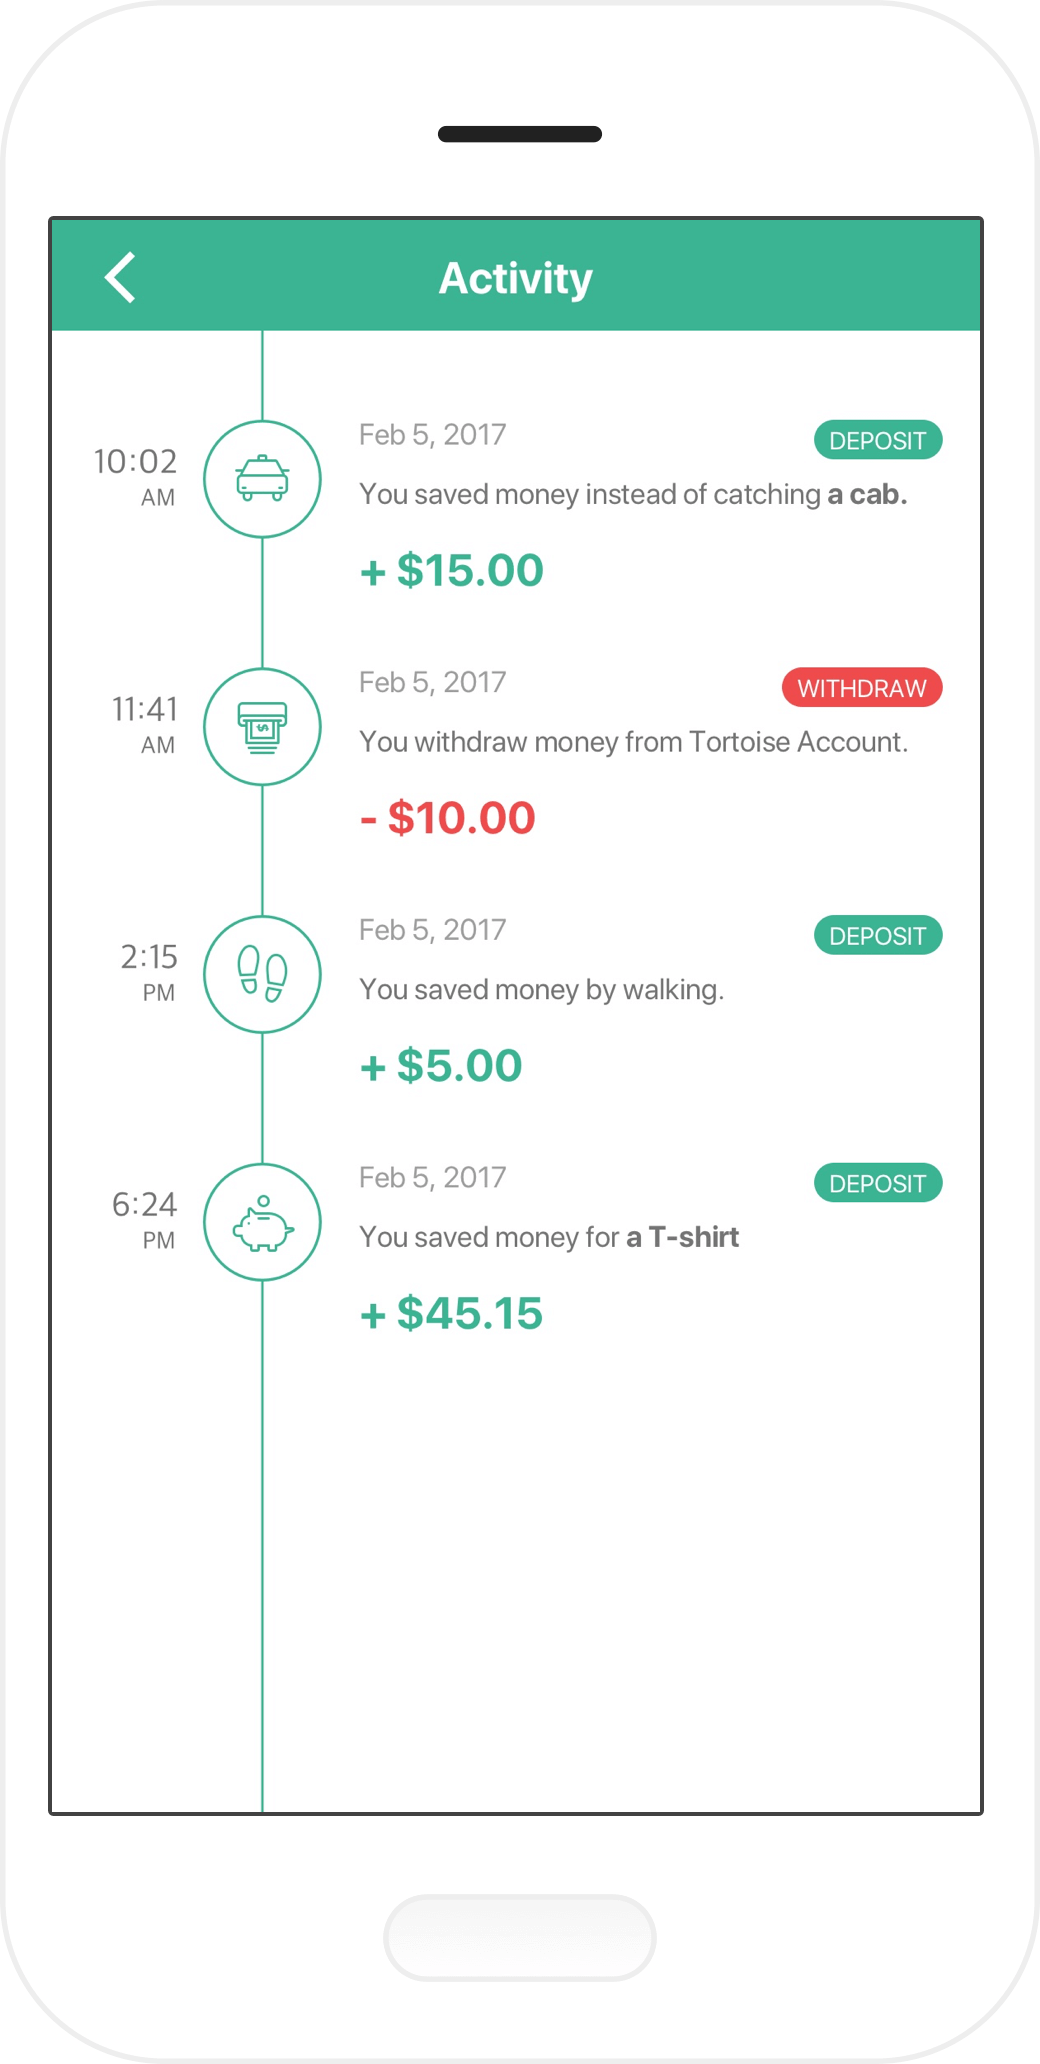 Activity
10:02
AM
Feb 5, 2017
DEPOSIT
You saved money instead of catching a cab.
+ $15.00
11:41
AM
Feb 5, 2017
WITHDRAW
$
You withdraw money from Tortoise Account.
- $10.00
2:15
PM
Feb 5, 2017
DEPOSIT
You saved money by walking.
+ $5.00
6:24
PM
Feb 5, 2017
DEPOSIT
You saved money for a T-shirt
+ $45.15